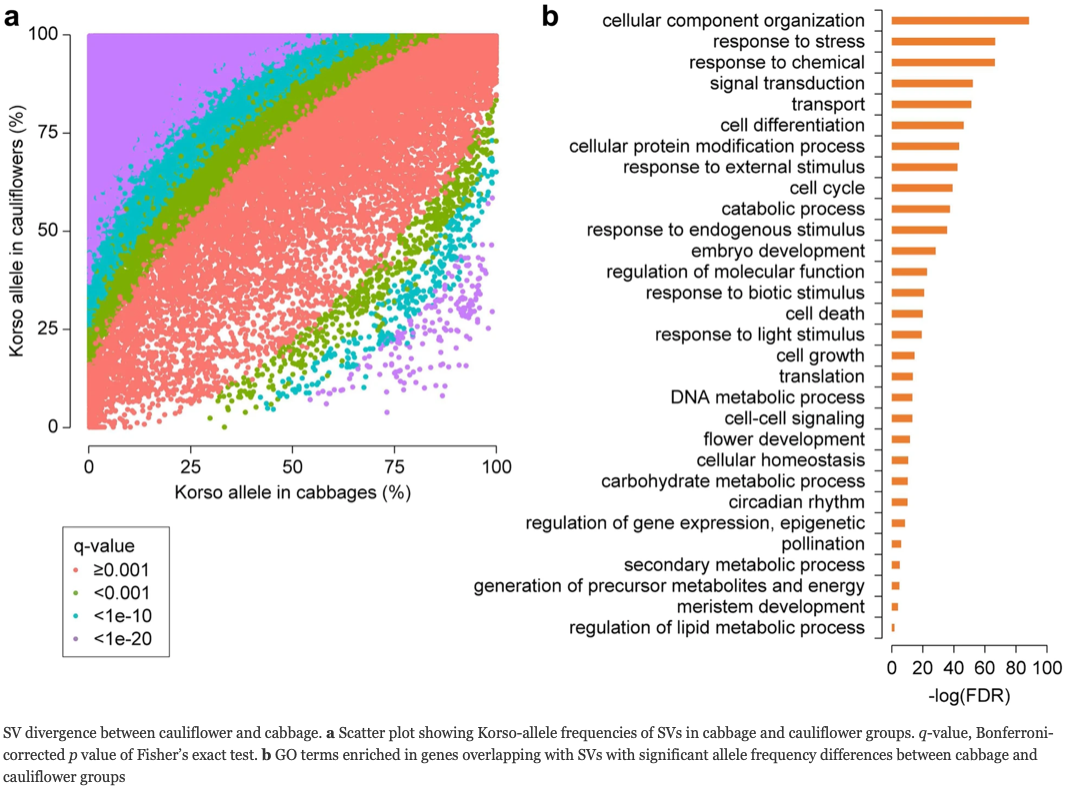 a
100
75
50
25
0
Korso allele in cauliflowers (%)
0 25 50 75 100
Korso allele in cabbages (%)
q-value
≥0.001
<0.001
<1e-10
<1e-20
b
cellular component organization
response to stress
response to chemical
signal transduction
transport
cell differentiation
cellular protein modification process
response to external stimulus
cell cycle
catabolic process
response to endogenous stimulus
embryo development
regulation of molecular function
response to biotic stimulus
cell death
response to light stimulus
cell growth
translation
DNA metabolic process
cell-cell signaling
flower development
cellular homeostasis
carbohydrate metabolic process
circadian rhythm
regulation of gene expression, epigenetic
pollination
secondary metabolic process
generation of precursor metabolites and energy
meristem development
regulation of lipid metabolic process
0 20 40 60 80 100
-log(FDR)
SV divergence between cauliflower and cabbage. a Scatter plot showing Korso-allele frequencies of SVs in cabbage and cauliflower groups. q-value, Bonferroni-
corrected p value of Fisher's exact test. b GO terms enriched in genes overlapping with SVs with significant allele frequency differences between cabbage and
cauliflower groups